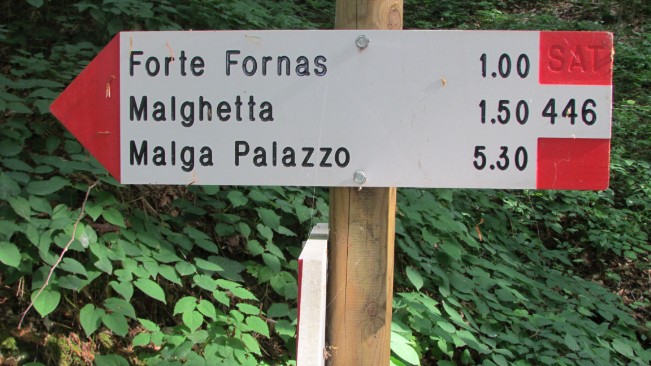 Forte Fornas 1.00 SAT
Malghetta 1.50 446
Malga Palazzo 5.30